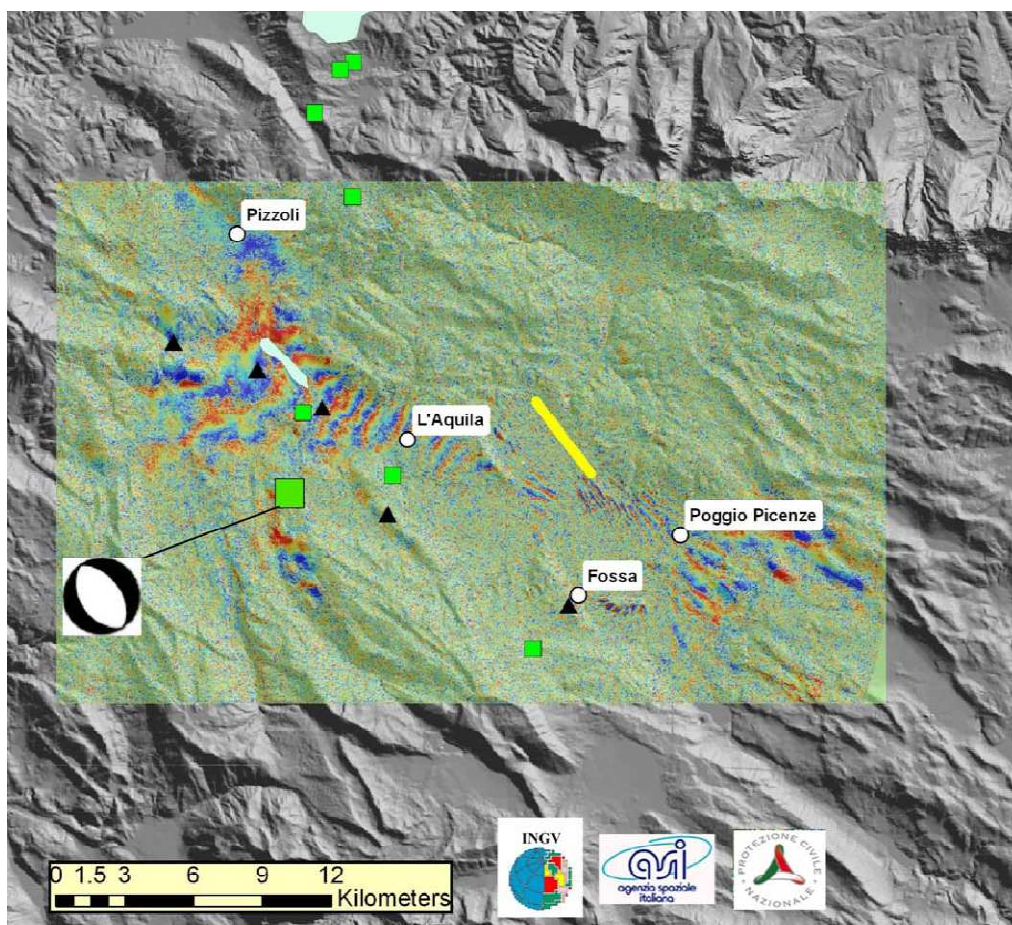 Pizzoli
L'Aquila
Poggio Picenze
Fossa
0 1.5 3 6 9 12
Kilometers
INGV
asi
agenzia spaziale
italiana
PROTEZIONE CIVILE
NAZIONALE